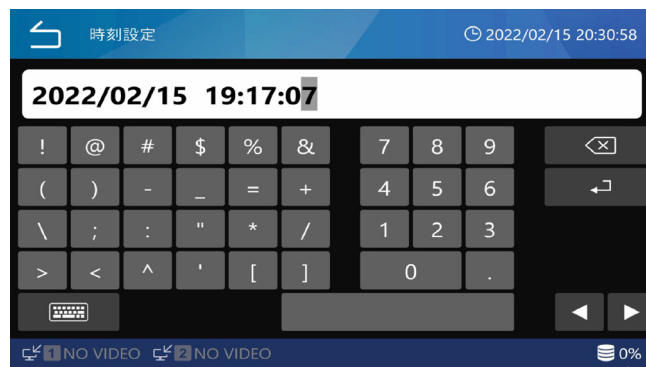 時刻設定 2022/02/15 20:30:58
2022/02/15 19:17:07
! @ # $ % & 7 8 9
( ) - _ = + 4 5 6
\ ; : " * / 1 2 3
> < ^ ' [ ] 0 .
1 NO VIDEO 2 NO VIDEO 0%